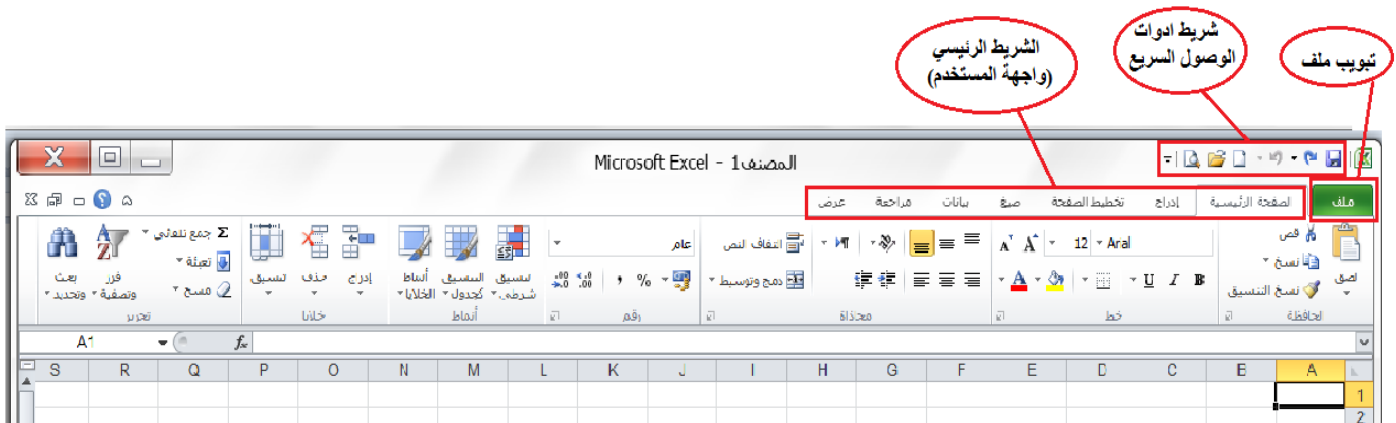 شريط ادوات
الوصول السريع
الشريط الرئيسي
(واجهة المستخدم)
تبويب ملف
المصنف1 - Microsoft Excel
ملف
الصفحة الرئيسية
إدراج
تخطيط الصفحة
صيغ
بيانات
مراجعة
عرض
لصق
قص
نسخ
نسخ التنسيق
الحافظة
Arial
12
B I U
A A
A
خط
التفاف النص
دمج وتوسيط
محاذاة
عام
%
رقم
تنسيق
شرطي
التنسيق
كجدول
أنماط
الخلايا
أنماط
إدرج
حذف
تنسيق
خلايا
Σ جمع تلقائي
تعبئة
مسح
فرز
وتصفية
بحث
وتحديد
تحرير
A1
fx
A B C D E F G H I J K L M N O P Q R S
1
2